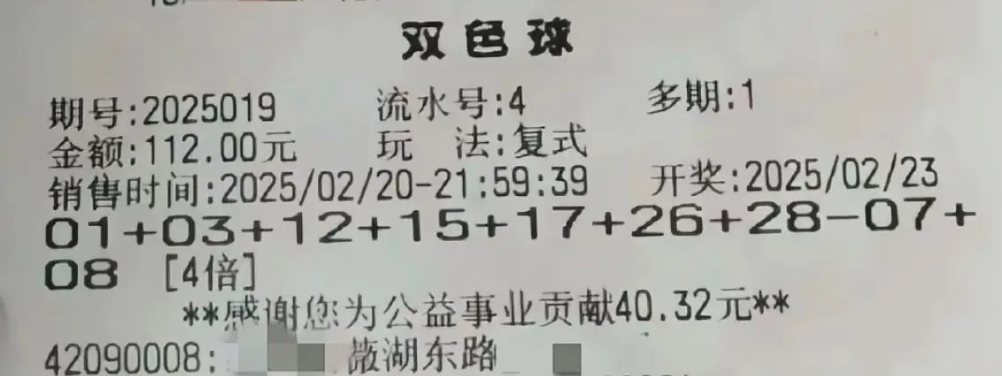 双色球
期号:2025019 流水号:4 多期:1
金额:112.00元 玩 法:复式
销售时间:2025/02/20-21:59:39 开奖:2025/02/23
01+03+12+15+17+26+28-07+
08 [4倍]
**感谢您为公益事业贡献40.32元**
42090008: 澴湖东路